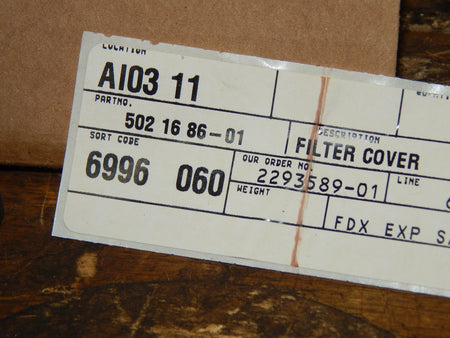 LOCATION
AI03 11
PARTNO.
502 16 86-01
DESCRIPTION
FILTER COVER
SORT CODE
6996 060
OUR ORDER NO.
2293589-01
LINE
WEIGHT
FDX EXP